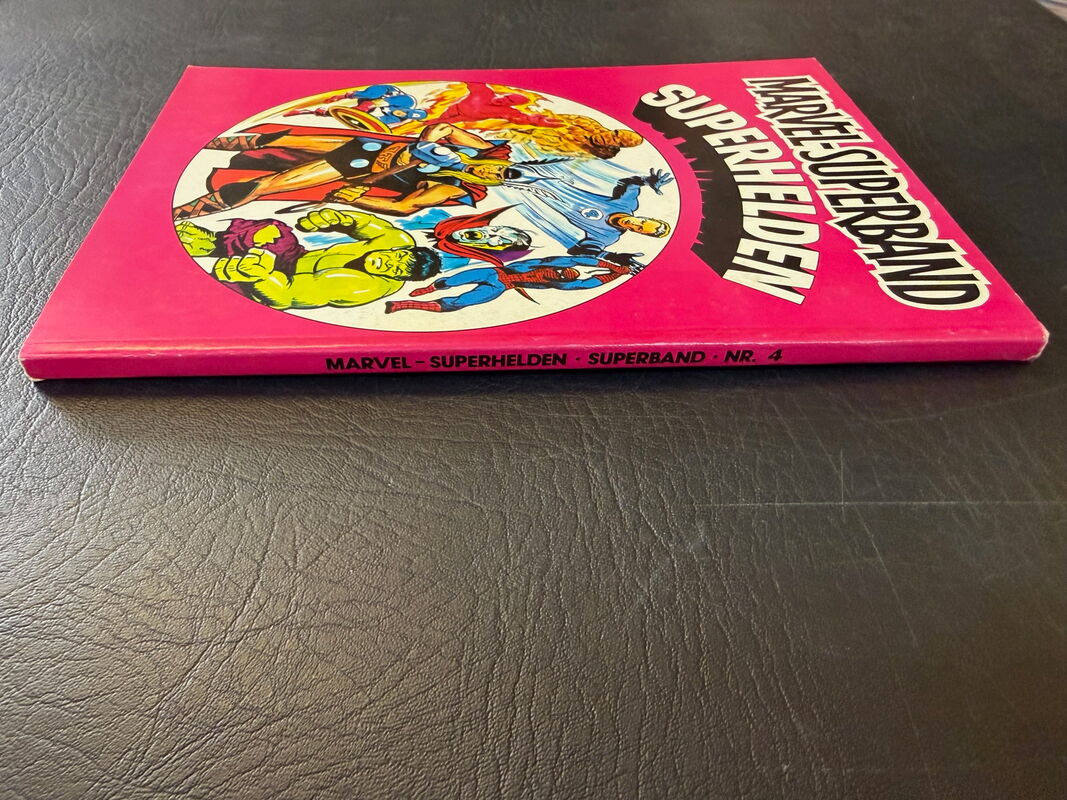 MARVEL-SUPERBAND
SUPERHELDEN
MARVEL - SUPERHELDEN · SUPERBAND · NR. 4